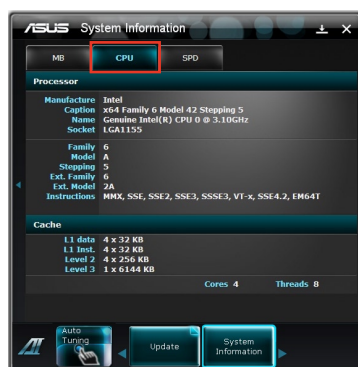 ASUS System Information
MB CPU SPD
Processor
Manufacture Intel
Caption x64 Family 6 Model 42 Stepping 5
Name Genuine Intel(R) CPU 0 @ 3.10GHz
Socket LGA1155
Family 6
Model A
Stepping 5
Ext. Family 6
Ext. Model 2A
Instructions MMX, SSE, SSE2, SSE3, SSSE3, VT-x, SSE4.2, EM64T
Cache
L1 data 4 x 32 KB
L1 Inst. 4 x 32 KB
Level 2 4 x 256 KB
Level 3 1 x 6144 KB
Cores 4 Threads 8
Auto
Tuning
Update
System
Information